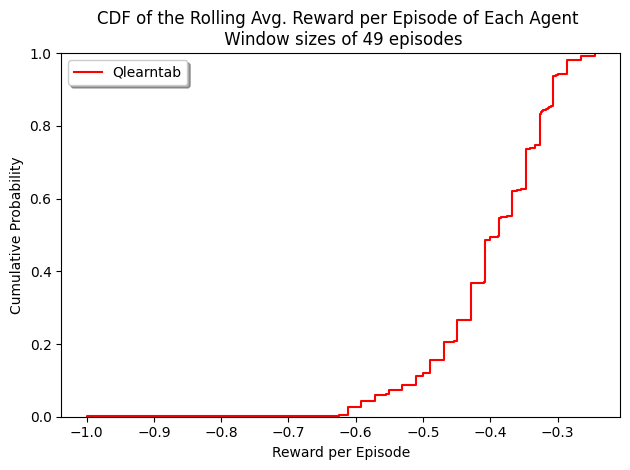 CDF of the Rolling Avg. Reward per Episode of Each Agent
Window sizes of 49 episodes
Qlearntab
1.0
0.8
0.6
0.4
0.2
0.0
Cumulative Probability
−1.0 −0.9 −0.8 −0.7 −0.6 −0.5 −0.4 −0.3
Reward per Episode